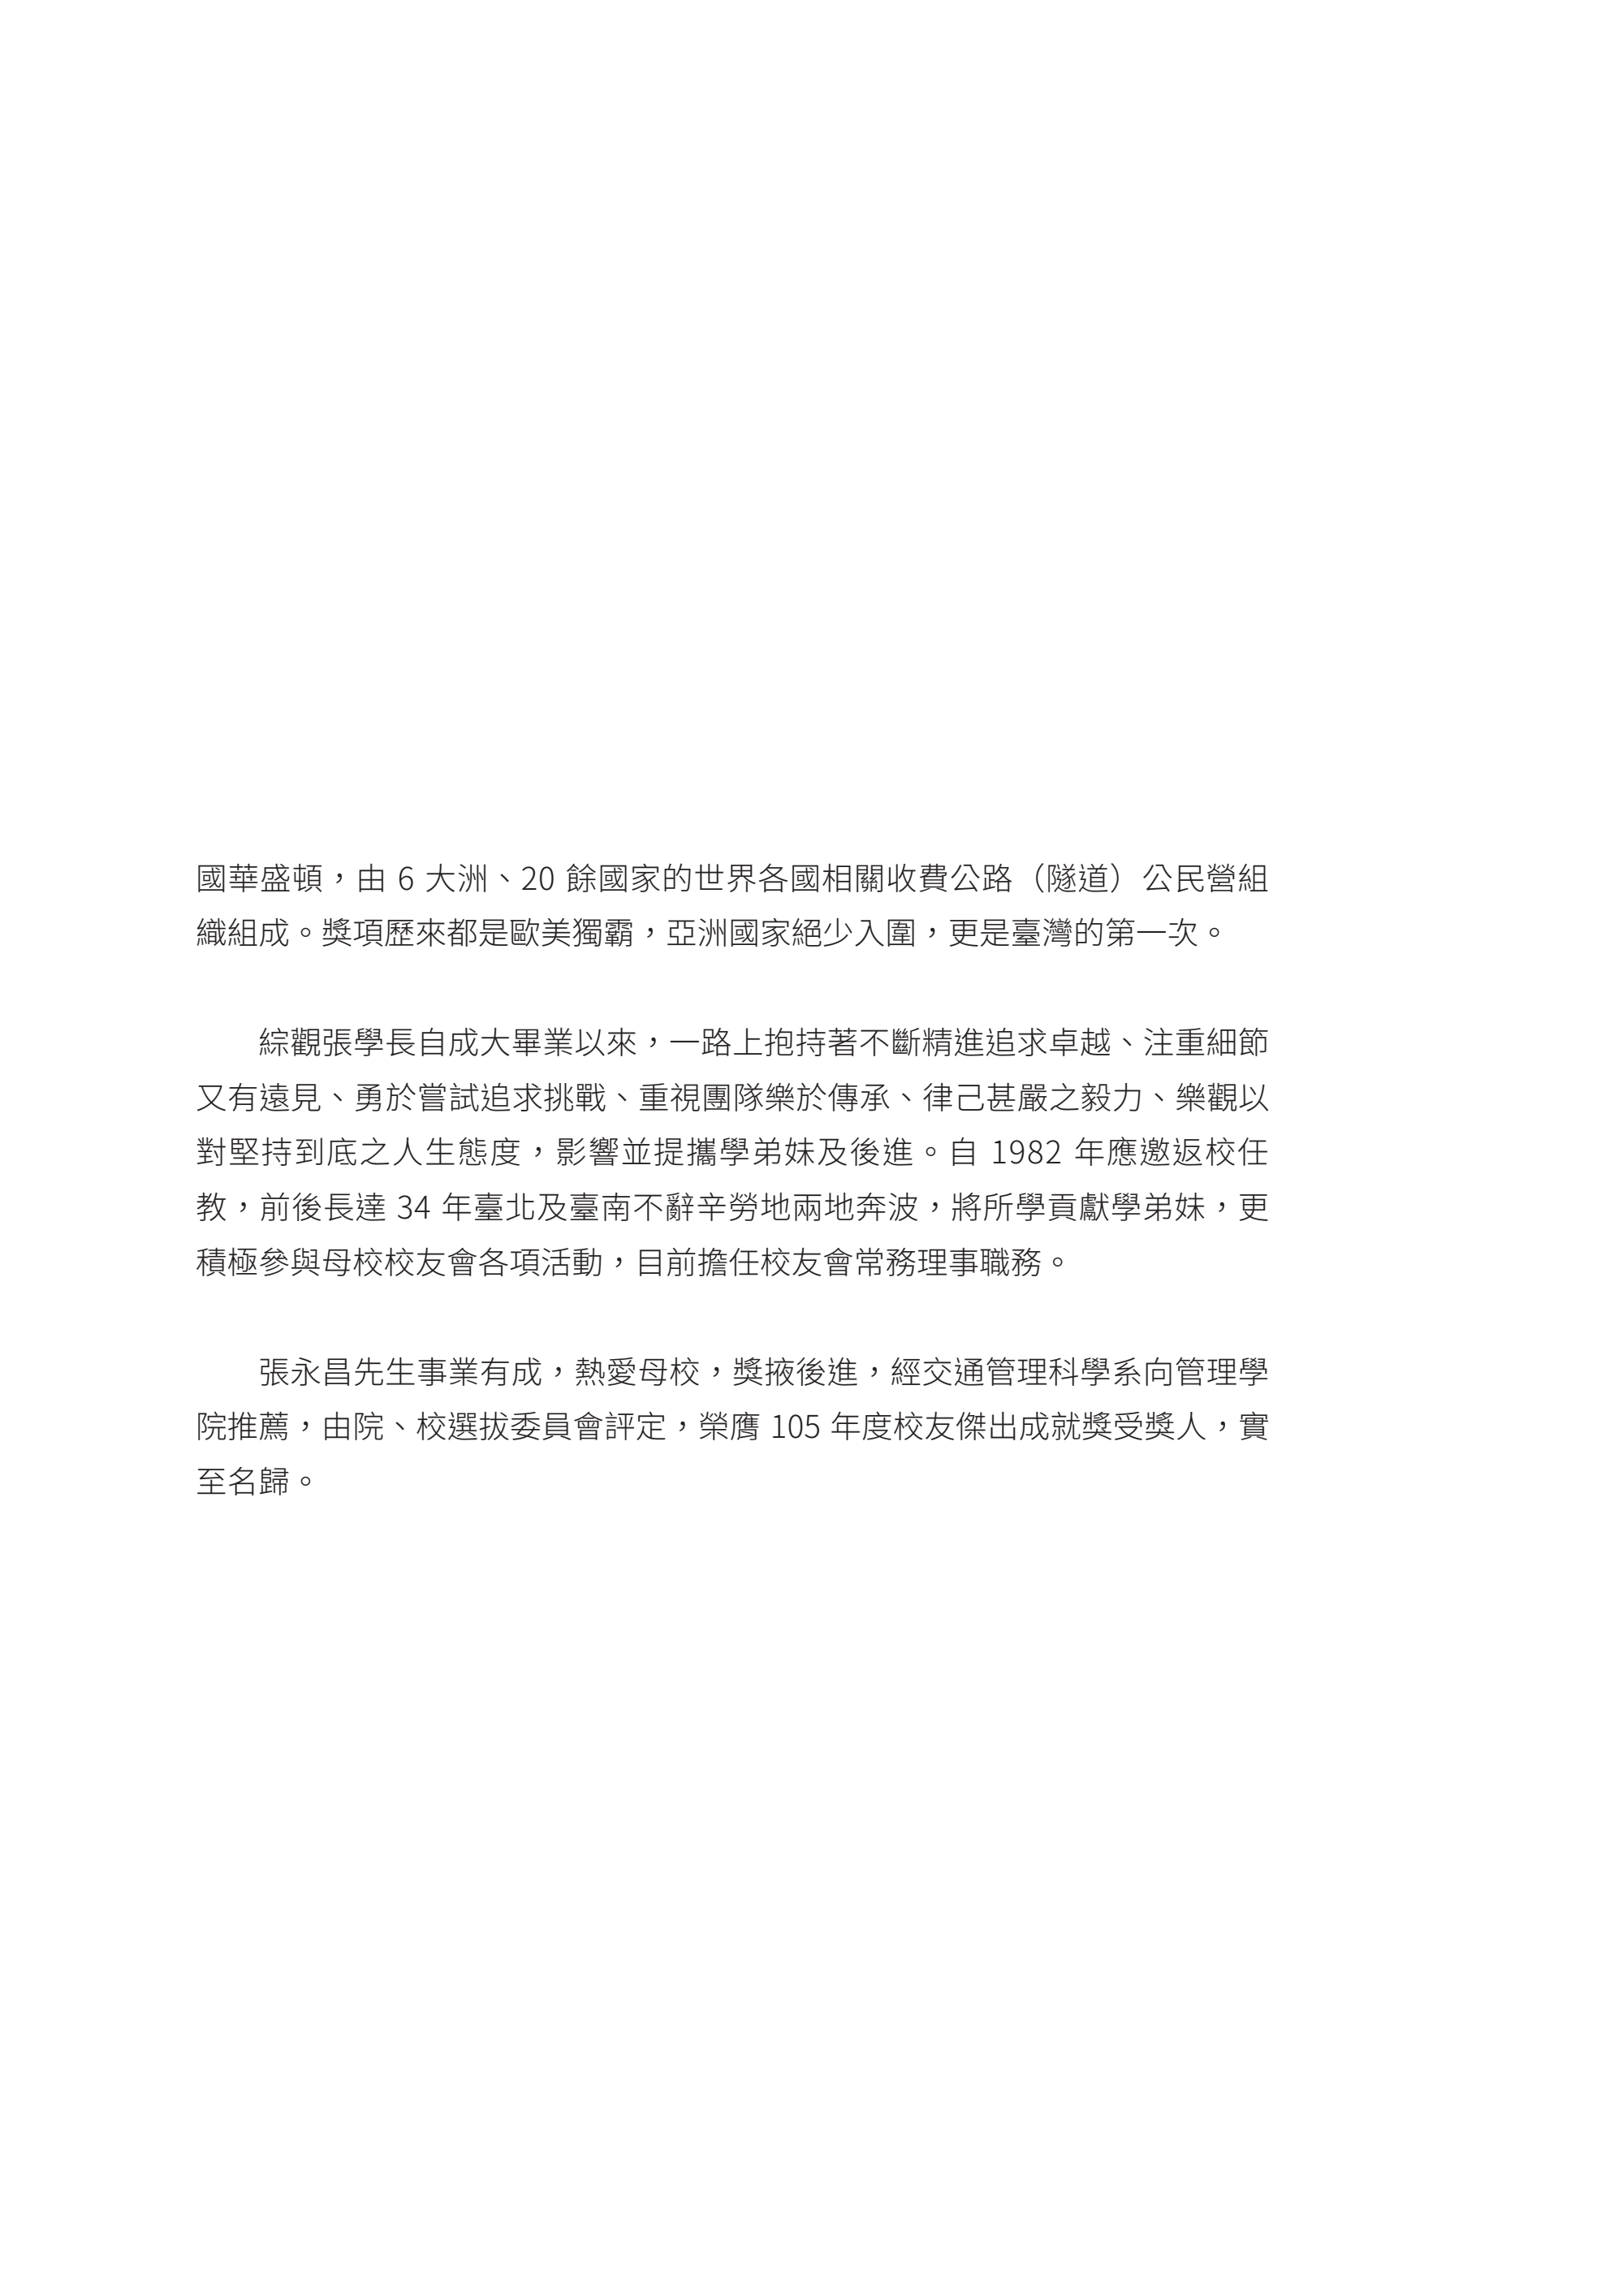 國華盛頓，由 6 大洲、20 餘國家的世界各國相關收費公路（隧道）公民營組
織組成。獎項歷來都是歐美獨霸，亞洲國家絕少入圍，更是臺灣的第一次。
綜觀張學長自成大畢業以來，一路上抱持著不斷精進追求卓越、注重細節
又有遠見、勇於嘗試追求挑戰、重視團隊樂於傳承、律己甚嚴之毅力、樂觀以
對堅持到底之人生態度，影響並提攜學弟妹及後進。自 1982 年應邀返校任
教，前後長達 34 年臺北及臺南不辭辛勞地兩地奔波，將所學貢獻學弟妹，更
積極參與母校校友會各項活動，目前擔任校友會常務理事職務。
張永昌先生事業有成，熱愛母校，獎掖後進，經交通管理科學系向管理學
院推薦，由院、校選拔委員會評定，榮膺 105 年度校友傑出成就獎受獎人，實
至名歸。